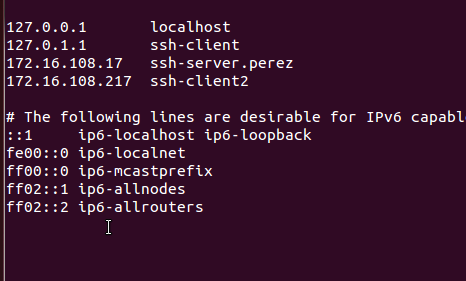 127.0.0.1 localhost
127.0.1.1 ssh-client
172.16.108.17 ssh-server.perez
172.16.108.217 ssh-client2
# The following lines are desirable for IPv6 capabl
::1 ip6-localhost ip6-loopback
fe00::0 ip6-localnet
ff00::0 ip6-mcastprefix
ff02::1 ip6-allnodes
ff02::2 ip6-allrouters